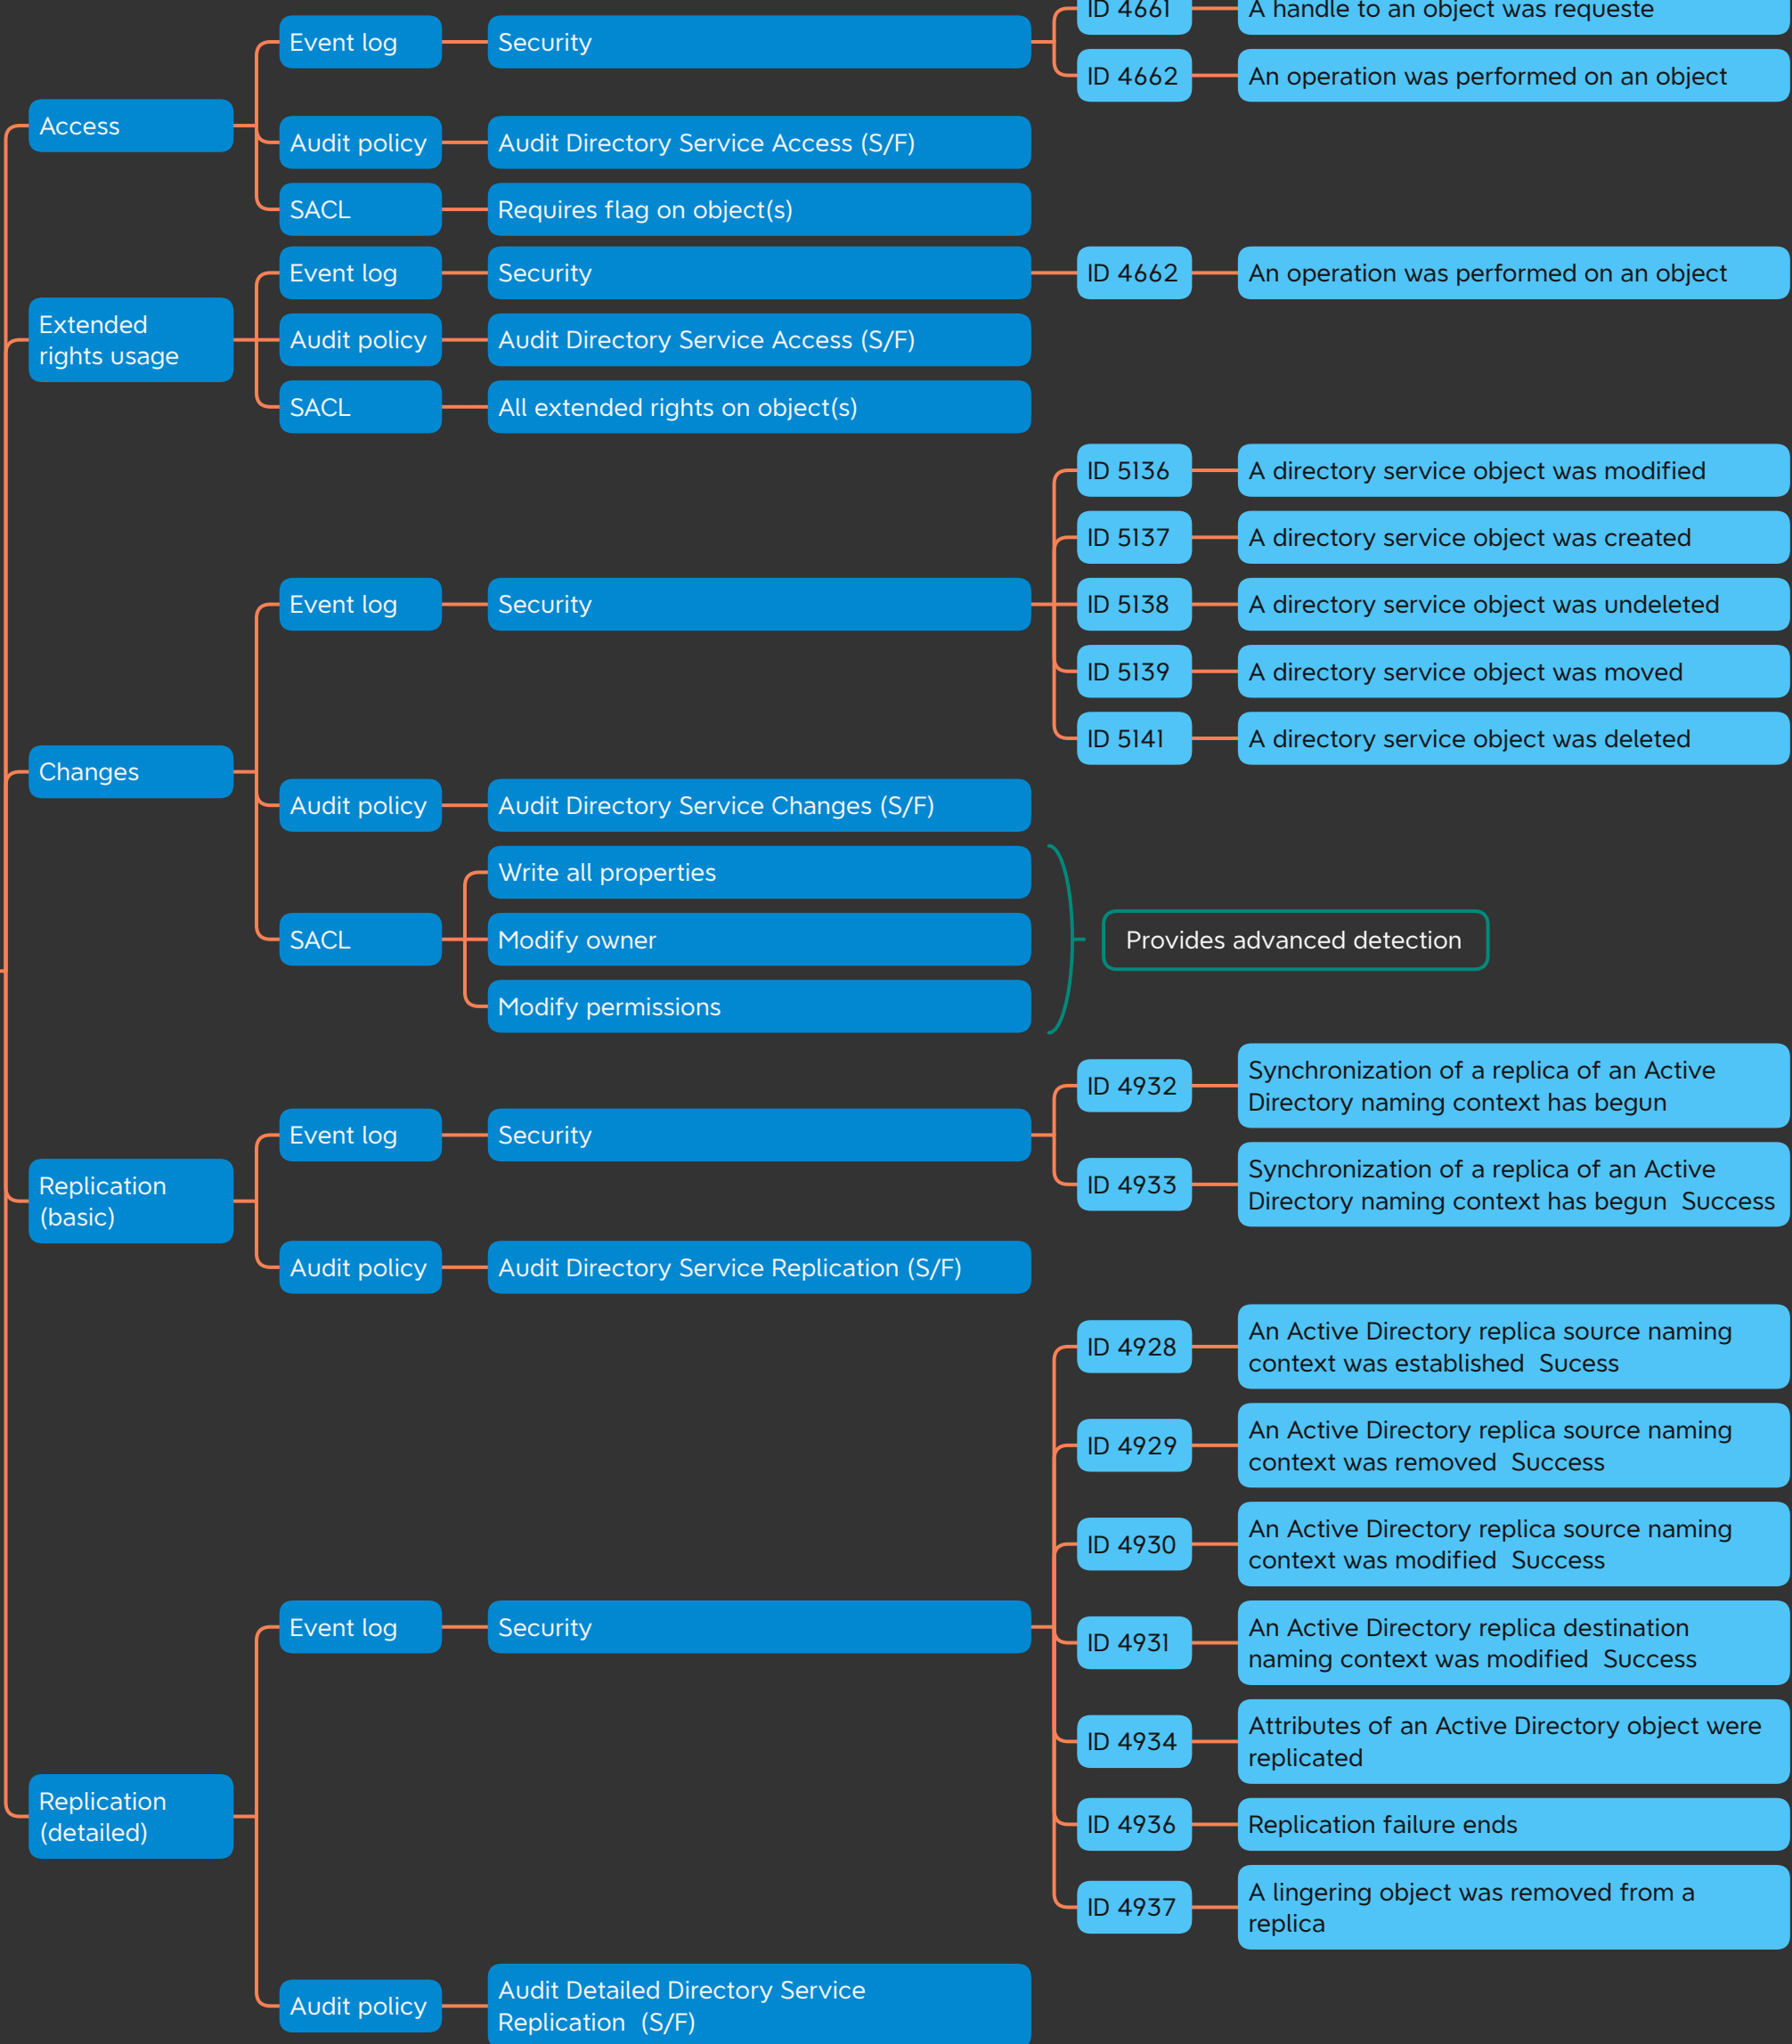 ID 4661
A handle to an object was requeste
Event log
Security
ID 4662
An operation was performed on an object
Access
Audit policy
Audit Directory Service Access (S/F)
SACL
Requires flag on object(s)
Event log
Security
ID 4662
An operation was performed on an object
Extended
rights usage
Audit policy
Audit Directory Service Access (S/F)
SACL
All extended rights on object(s)
ID 5136
A directory service object was modified
ID 5137
A directory service object was created
Event log
Security
ID 5138
A directory service object was undeleted
ID 5139
A directory service object was moved
ID 5141
A directory service object was deleted
Changes
Audit policy
Audit Directory Service Changes (S/F)
Write all properties
SACL
Modify owner
Provides advanced detection
Modify permissions
ID 4932
Synchronization of a replica of an Active
Directory naming context has begun
Event log
Security
ID 4933
Synchronization of a replica of an Active
Directory naming context has begun  Success
Replication
(basic)
Audit policy
Audit Directory Service Replication (S/F)
ID 4928
An Active Directory replica source naming
context was established  Sucess
ID 4929
An Active Directory replica source naming
context was removed  Success
ID 4930
An Active Directory replica source naming
context was modified  Success
Event log
Security
ID 4931
An Active Directory replica destination
naming context was modified  Success
ID 4934
Attributes of an Active Directory object were
replicated
Replication
(detailed)
ID 4936
Replication failure ends
ID 4937
A lingering object was removed from a
replica
Audit policy
Audit Detailed Directory Service
Replication  (S/F)